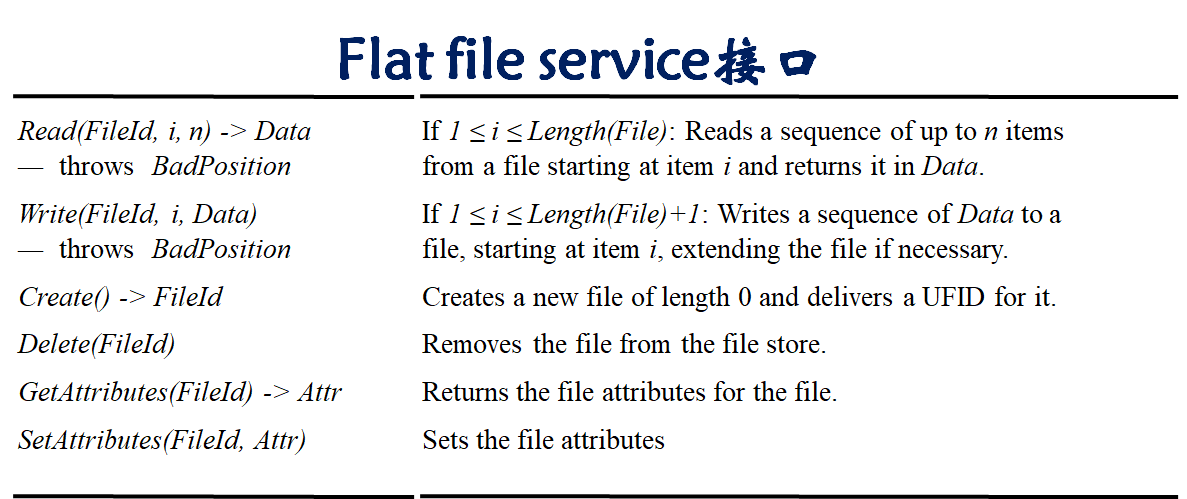 Flat file service接口
Read(FileId, i, n) -> Data
— throws BadPosition
If 1 ≤ i ≤ Length(File): Reads a sequence of up to n items
from a file starting at item i and returns it in Data.
Write(FileId, i, Data)
— throws BadPosition
If 1 ≤ i ≤ Length(File)+1: Writes a sequence of Data to a
file, starting at item i, extending the file if necessary.
Create() -> FileId
Creates a new file of length 0 and delivers a UFID for it.
Delete(FileId)
Removes the file from the file store.
GetAttributes(FileId) -> Attr
Returns the file attributes for the file.
SetAttributes(FileId, Attr)
Sets the file attributes